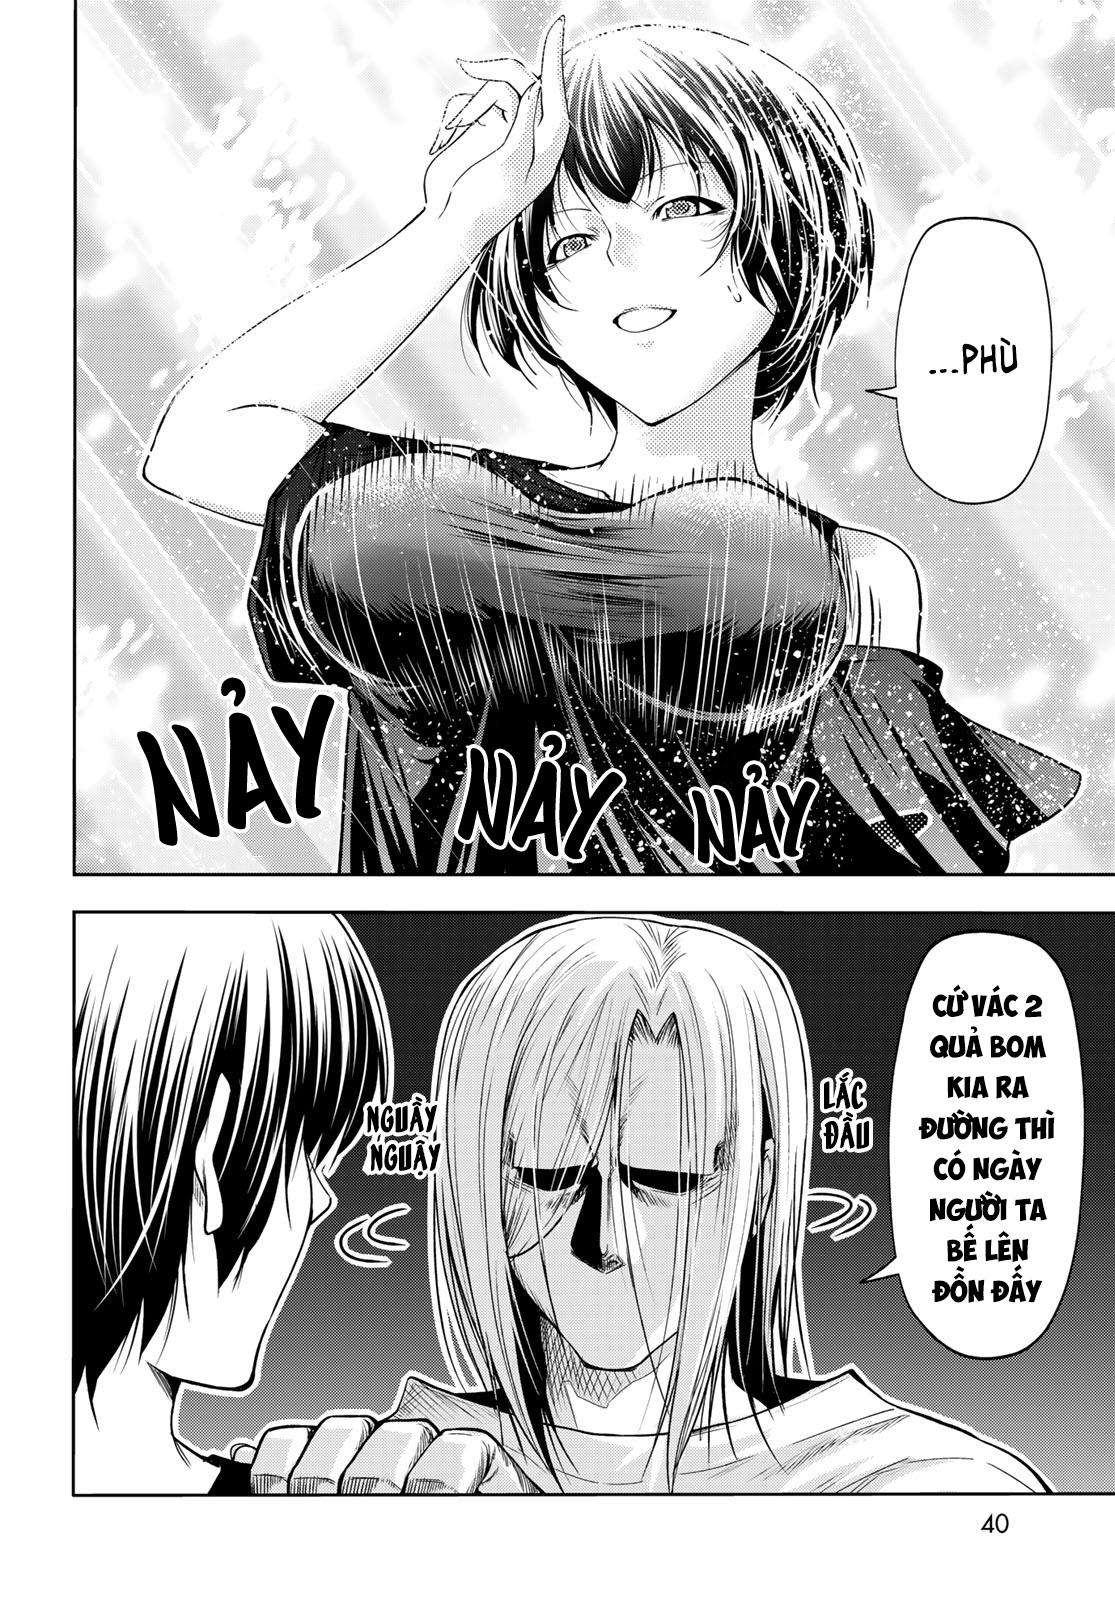 ...PHÙ
NẢY
NẢY
NẢY
CỨ VÁC 2
QUẢ BOM
KIA RA
ĐƯỜNG THÌ
CÓ NGÀY
NGƯỜI TA
BẾ LÊN
ĐỒN ĐẤY
LẮC
ĐẦU
NGUẦY
NGUẬY
40